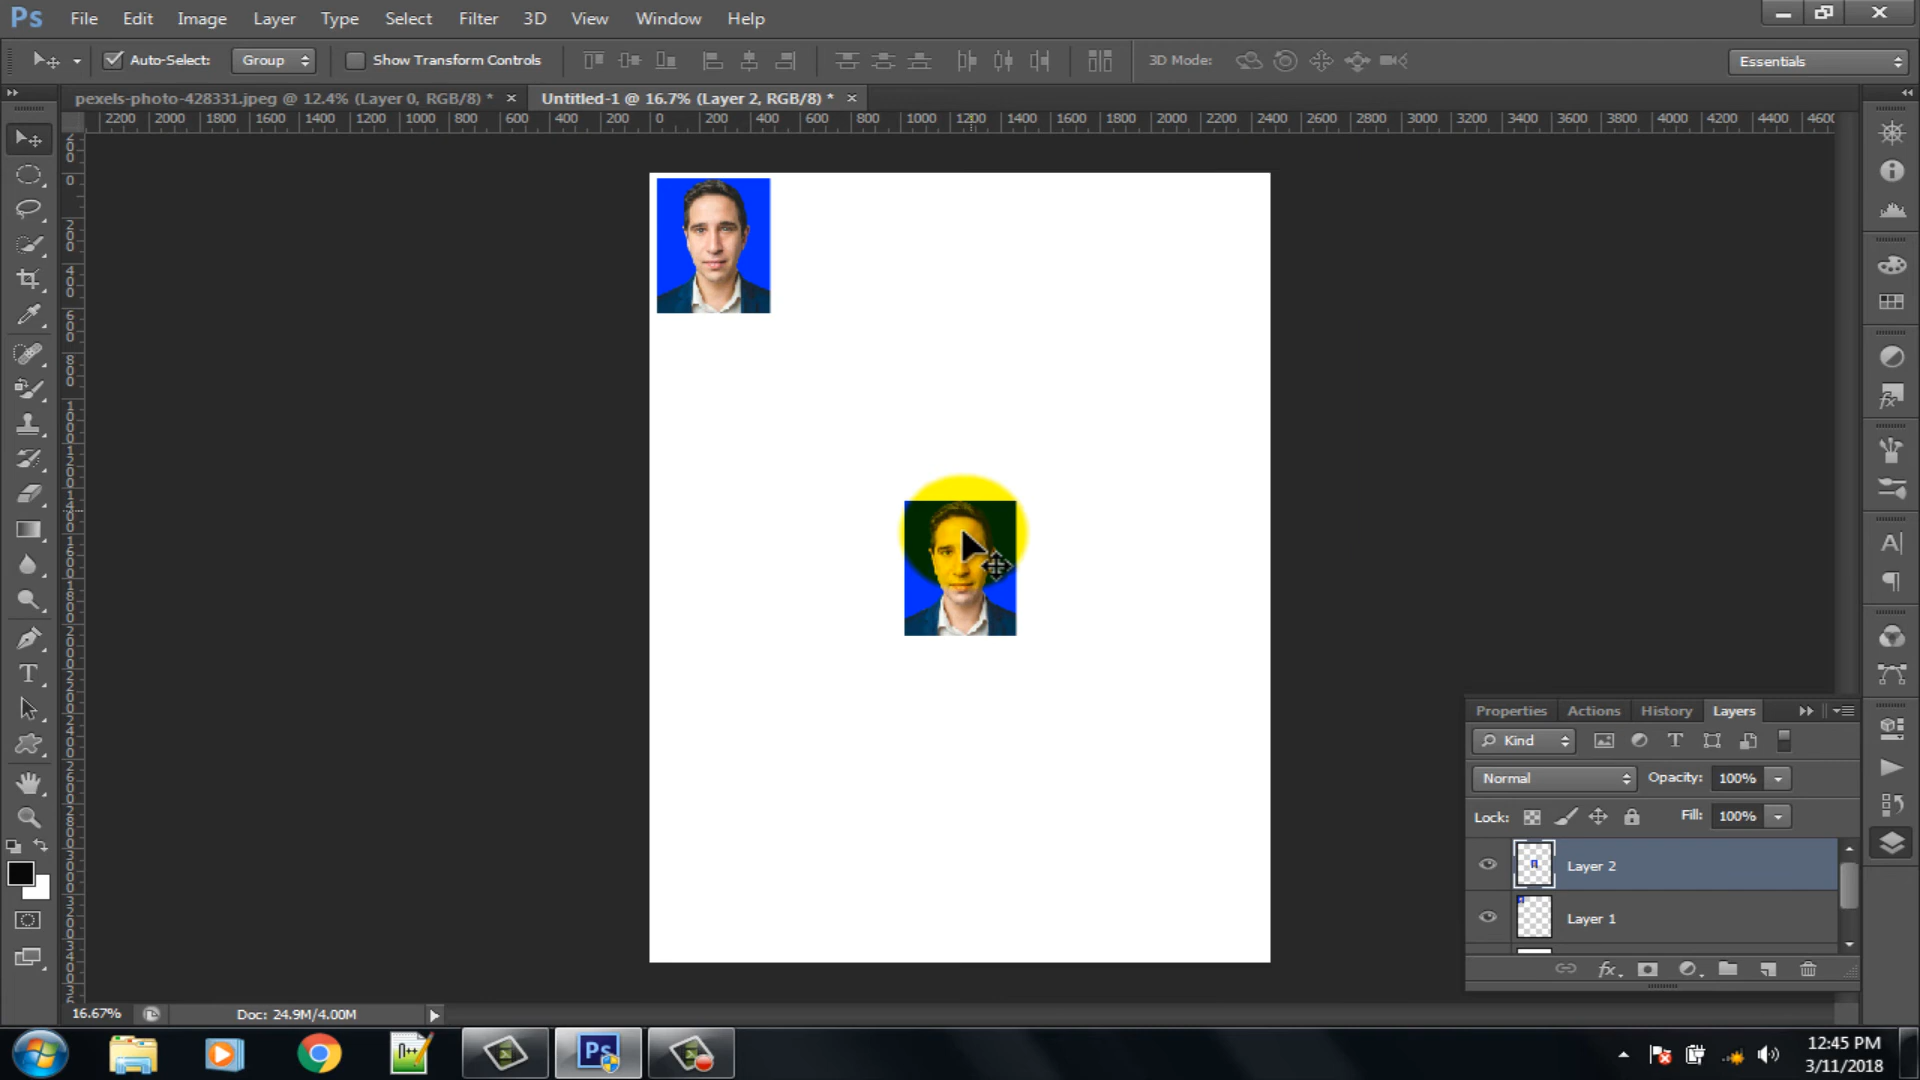 Ps File Edit Image Layer Type Select Filter 3D View Window Help
Auto-Select: Group Show Transform Controls 3D Mode: Essentials
pexels-photo-428331.jpeg @ 12.4% (Layer 0, RGB/8) * × Untitled-1 @ 16.7% (Layer 2, RGB/8) * ×
2200 2000 1800 1600 1400 1200 1000 800 600 400 200 0 200 400 600 800 1000 1200 1400 1600 1800 2000 2200 2400 2600 2800 3000 3200 3400 3600 3800 4000 4200 4400 4600
Properties Actions History Layers
Kind
Normal Opacity: 100%
Lock: Fill: 100%
Layer 2
Layer 1
16.67% Doc: 24.9M/4.00M
12:45 PM
3/11/2018